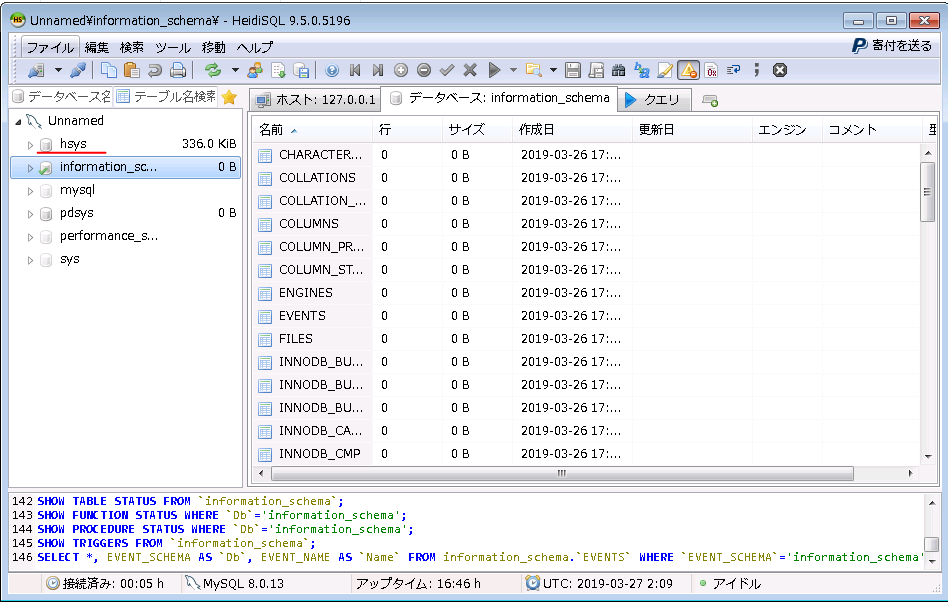 Unnamed¥information_schema¥ - HeidiSQL 9.5.0.5196
ファイル 編集 検索 ツール 移動 ヘルプ 寄付を送る
データベース名 テーブル名検索 ホスト: 127.0.0.1 データベース: information_schema クエリ
Unnamed
hsys 336.0 KiB
information_sc... 0 B
mysql
pdsys 0 B
performance_s...
sys
名前 行 サイズ 作成日 更新日 エンジン コメント
CHARACTER... 0 0 B 2019-03-26 17:...
COLLATIONS 0 0 B 2019-03-26 17:...
COLLATION_... 0 0 B 2019-03-26 17:...
COLUMNS 0 0 B 2019-03-26 17:...
COLUMN_PR... 0 0 B 2019-03-26 17:...
COLUMN_ST... 0 0 B 2019-03-26 17:...
ENGINES 0 0 B 2019-03-26 17:...
EVENTS 0 0 B 2019-03-26 17:...
FILES 0 0 B 2019-03-26 17:...
INNODB_BU... 0 0 B 2019-03-26 17:...
INNODB_BU... 0 0 B 2019-03-26 17:...
INNODB_BU... 0 0 B 2019-03-26 17:...
INNODB_CA... 0 0 B 2019-03-26 17:...
INNODB_CMP 0 0 B 2019-03-26 17:...
142 SHOW TABLE STATUS FROM `information_schema`;
143 SHOW FUNCTION STATUS WHERE `Db`='information_schema';
144 SHOW PROCEDURE STATUS WHERE `Db`='information_schema';
145 SHOW TRIGGERS FROM `information_schema`;
146 SELECT *, EVENT_SCHEMA AS `Db`, EVENT_NAME AS `Name` FROM information_schema.`EVENTS` WHERE `EVENT_SCHEMA`='information_schema'
接続済み: 00:05 h MySQL 8.0.13 アップタイム: 16:46 h UTC: 2019-03-27 2:09 アイドル